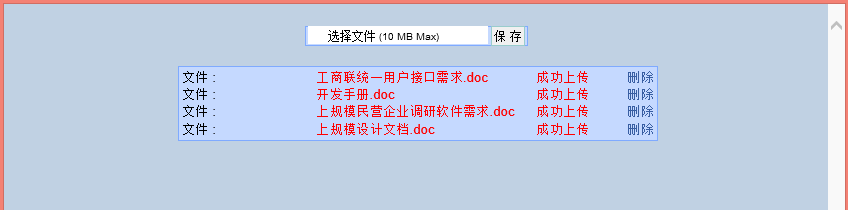 选择文件 (10 MB Max) 保 存
文件： 工商联统一用户接口需求.doc 成功上传 删除
文件： 开发手册.doc 成功上传 删除
文件： 上规模民营企业调研软件需求.doc 成功上传 删除
文件： 上规模设计文档.doc 成功上传 删除